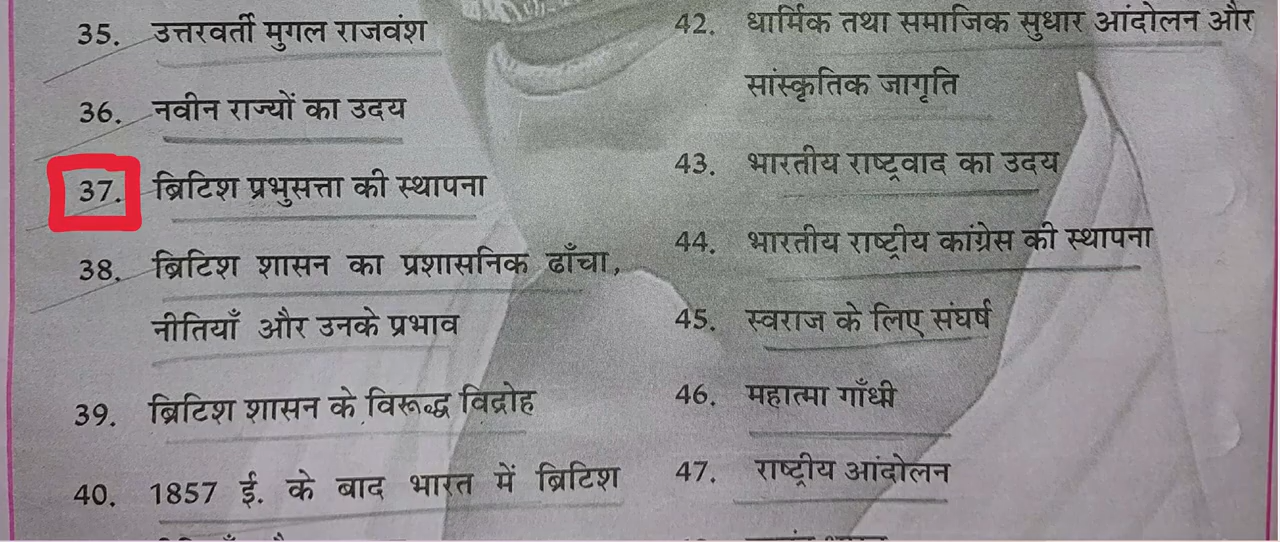 35. उत्तरवर्ती मुगल राजवंश
36. नवीन राज्यों का उदय
37. ब्रिटिश प्रभुसत्ता की स्थापना
38. ब्रिटिश शासन का प्रशासनिक ढाँचा,
नीतियाँ और उनके प्रभाव
39. ब्रिटिश शासन के विरूद्ध विद्रोह
40. 1857 ई. के बाद भारत में ब्रिटिश
42. धार्मिक तथा समाजिक सुधार आंदोलन और
सांस्कृतिक जागृति
43. भारतीय राष्ट्रवाद का उदय
44. भारतीय राष्ट्रीय कांग्रेस की स्थापना
45. स्वराज के लिए संघर्ष
46. महात्मा गाँधी
47. राष्ट्रीय आंदोलन